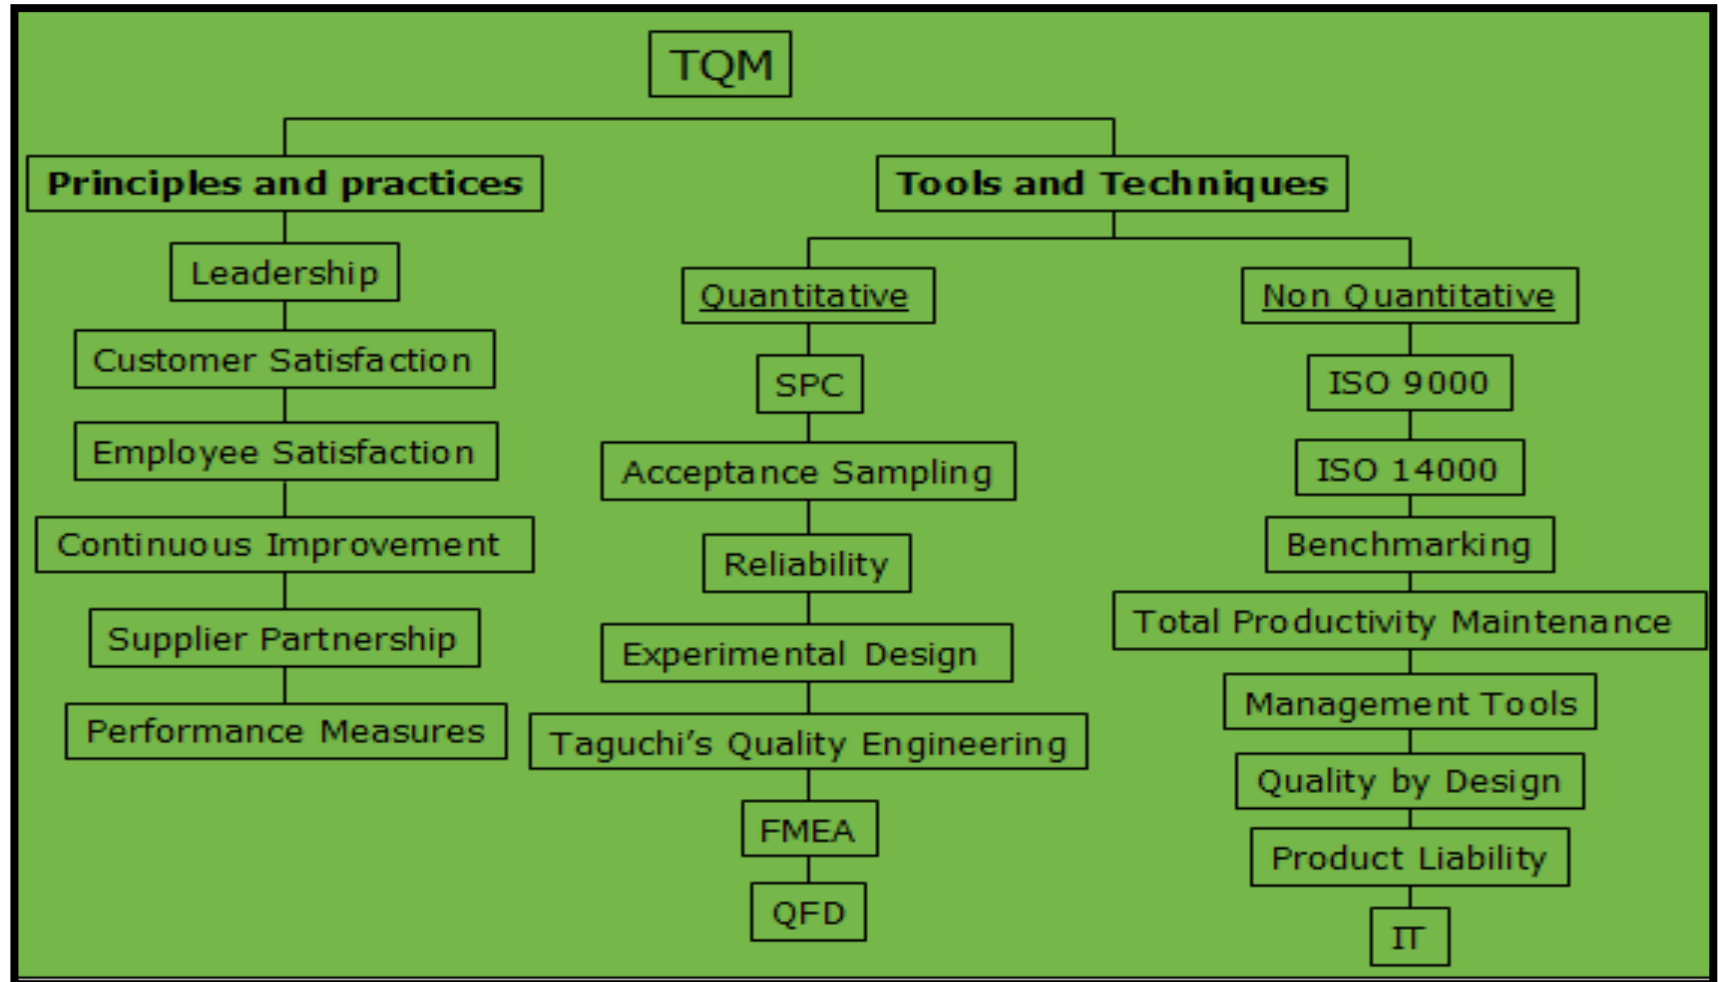 TQM
Principles and practices
Leadership
Customer Satisfaction
Employee Satisfaction
Continuous Improvement
Supplier Partnership
Performance Measures
Tools and Techniques
Quantitative
SPC
Acceptance Sampling
Reliability
Experimental Design
Taguchi’s Quality Engineering
FMEA
QFD
Non Quantitative
ISO 9000
ISO 14000
Benchmarking
Total Productivity Maintenance
Management Tools
Quality by Design
Product Liability
IT